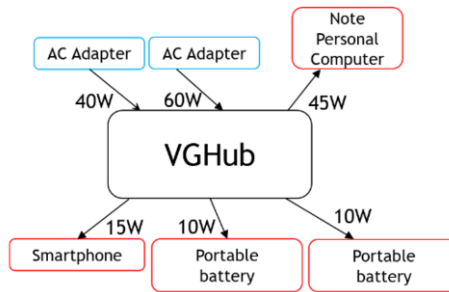 Note
Personal
Computer
AC Adapter
AC Adapter
40W
60W
45W
VGHub
15W
10W
10W
Smartphone
Portable
battery
Portable
battery